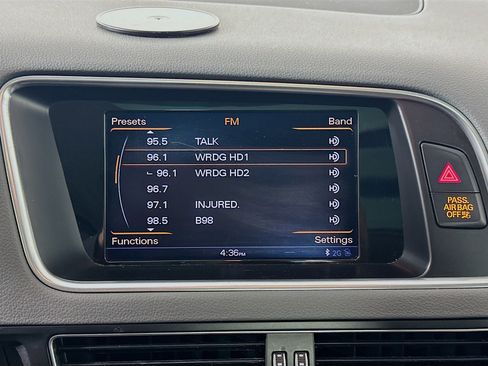 Presets FM Band
95.5 TALK
96.1 WRDG HD1
96.1 WRDG HD2
96.7
97.1 INJURED.
98.5 B98
Functions Settings
4:36PM 2G
PASS.
AIR BAG
OFF